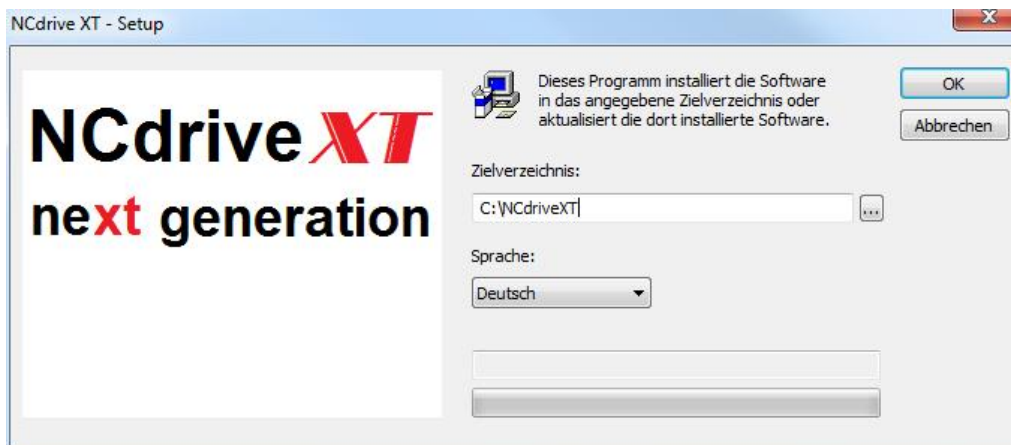 NCdrive XT - Setup
NCdrive XT
next generation
Dieses Programm installiert die Software
in das angegebene Zielverzeichnis oder
aktualisiert die dort installierte Software.
OK
Abbrechen
Zielverzeichnis:
C:\NCdriveXT
...
Sprache:
Deutsch